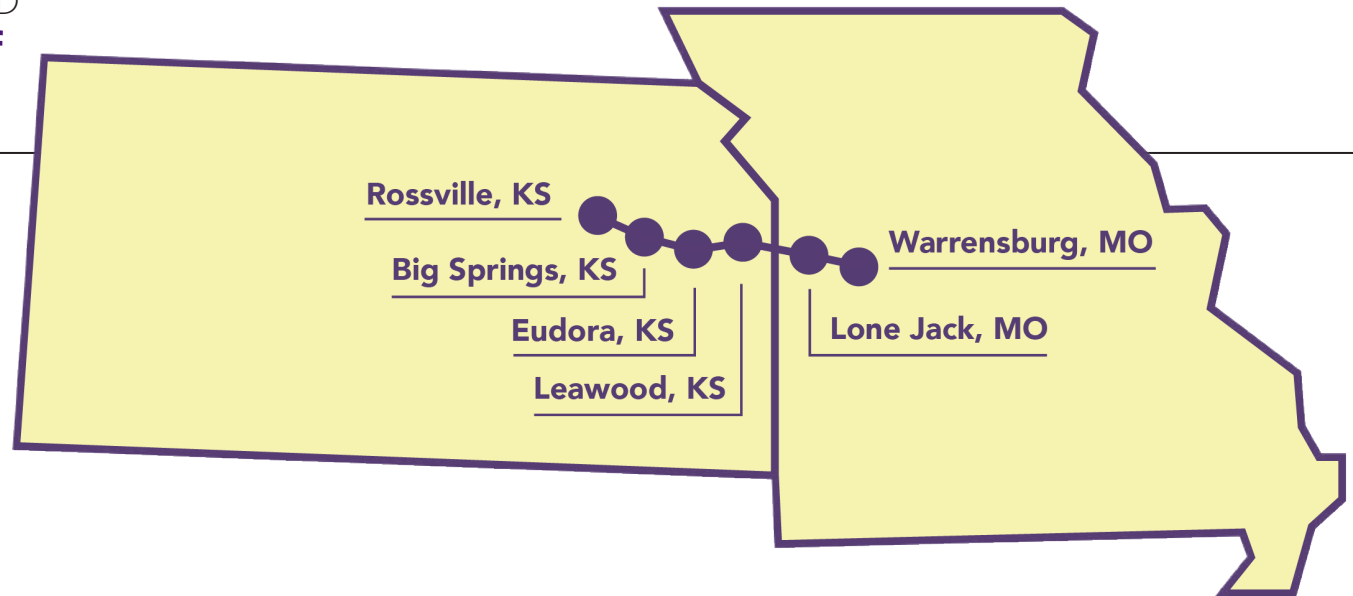 Rossville, KS
Big Springs, KS
Eudora, KS
Leawood, KS
Warrensburg, MO
Lone Jack, MO